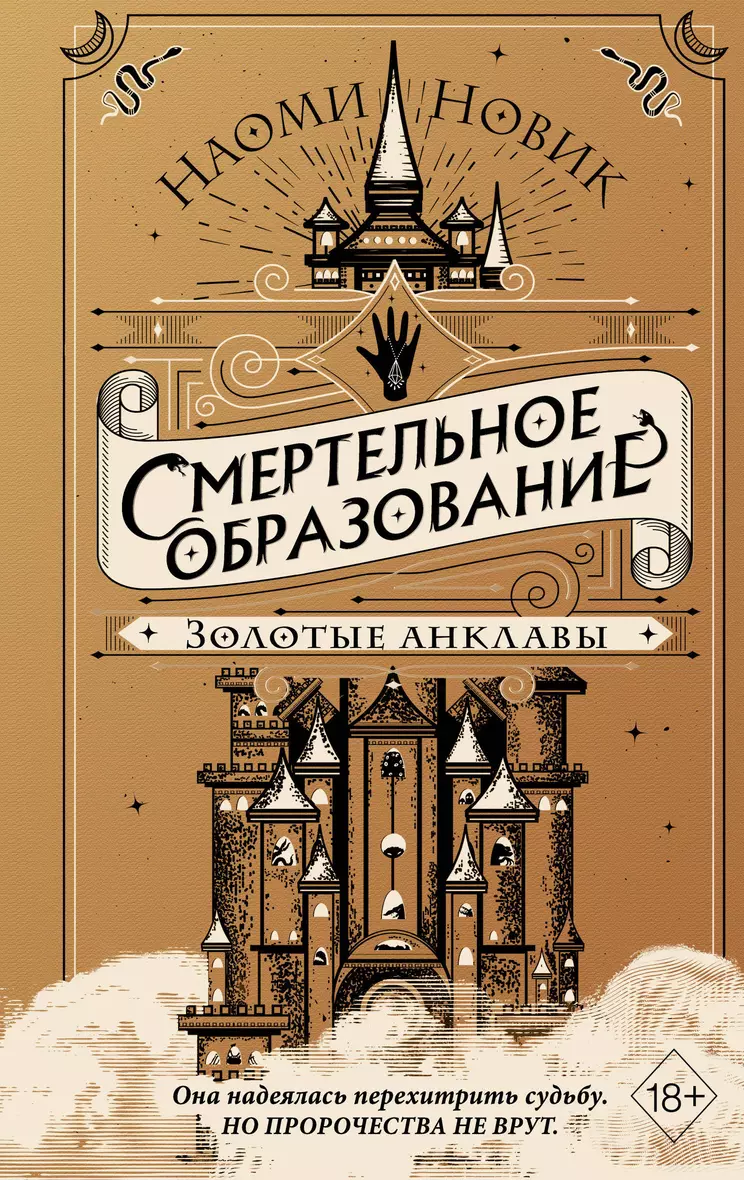 Наоми Новик
Смертельное
образование
Золотые анклавы
Она надеялась перехитрить судьбу.
НО ПРОРОЧЕСТВА НЕ ВРУТ.
18+